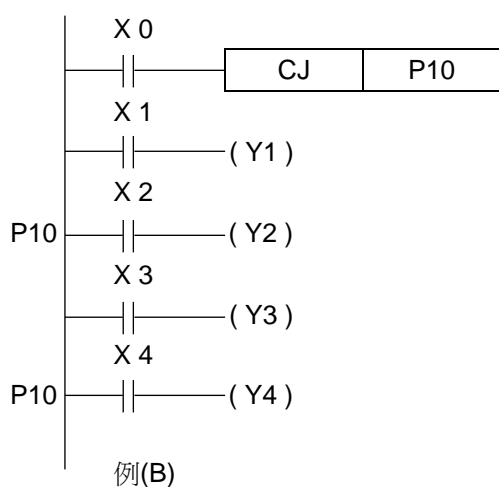 X 0
CJ P10
X 1
( Y1 )
X 2
P10 ( Y2 )
X 3
( Y3 )
X 4
P10 ( Y4 )
例(B)